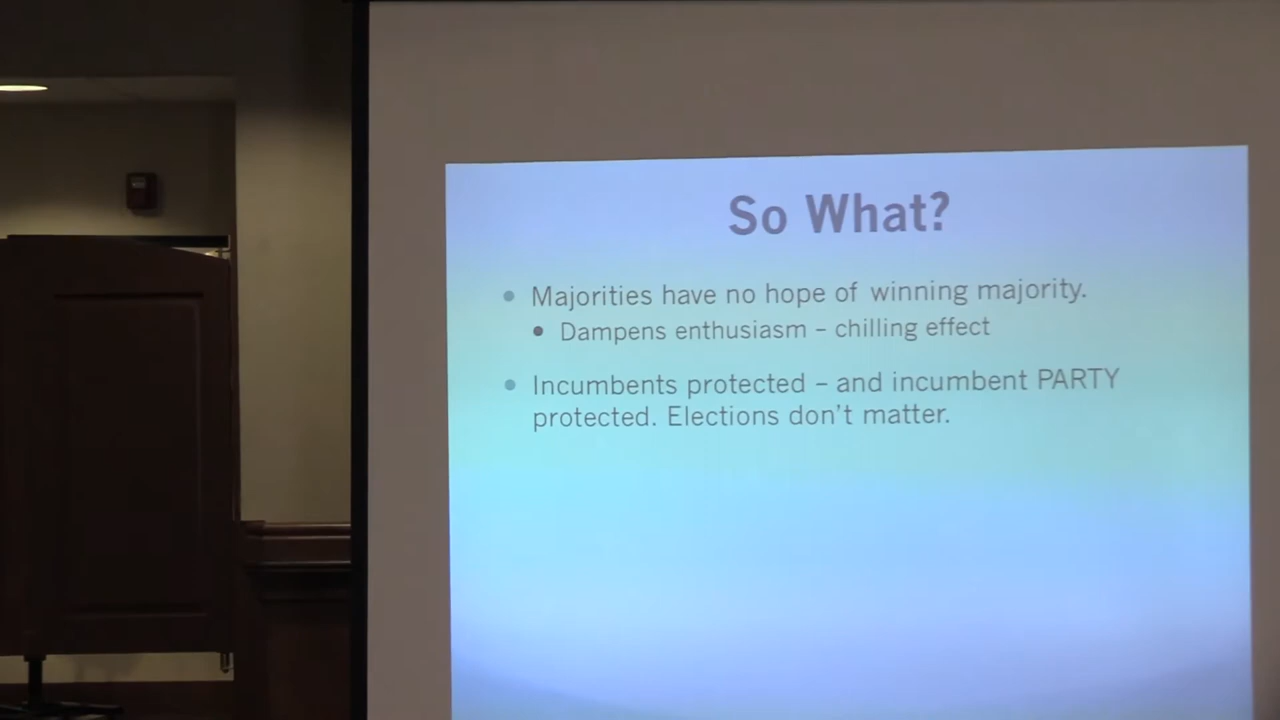 So What?
• Majorities have no hope of winning majority.
• Dampens enthusiasm – chilling effect
• Incumbents protected – and incumbent PARTY
protected. Elections don't matter.